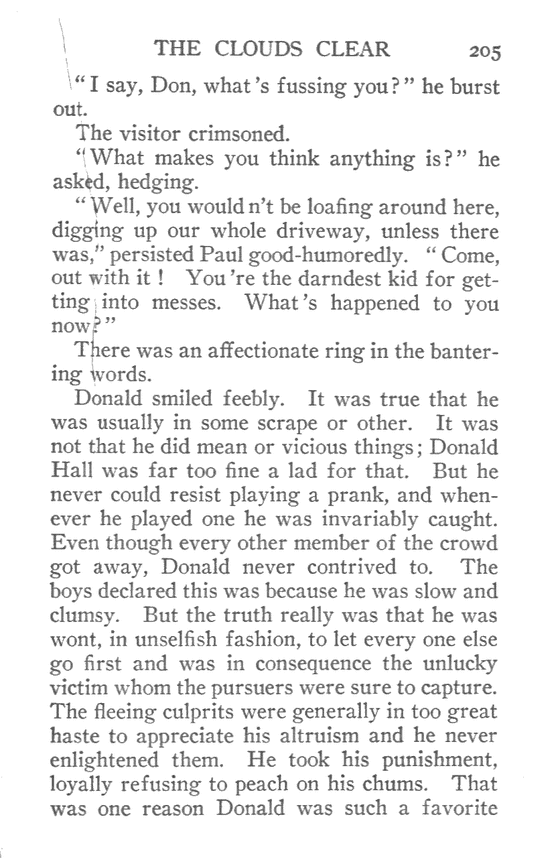 THE CLOUDS CLEAR 205
“I say, Don, what's fussing you?” he burst
out.
The visitor crimsoned.
“What makes you think anything is?” he
asked, hedging.
“Well, you wouldn't be loafing around here,
digging up our whole driveway, unless there
was,” persisted Paul good-humoredly. “Come,
out with it! You're the darndest kid for get-
ting into messes. What's happened to you
now?”
There was an affectionate ring in the banter-
ing words.
Donald smiled feebly. It was true that he
was usually in some scrape or other. It was
not that he did mean or vicious things; Donald
Hall was far too fine a lad for that. But he
never could resist playing a prank, and when-
ever he played one he was invariably caught.
Even though every other member of the crowd
got away, Donald never contrived to. The
boys declared this was because he was slow and
clumsy. But the truth really was that he was
wont, in unselfish fashion, to let every one else
go first and was in consequence the unlucky
victim whom the pursuers were sure to capture.
The fleeing culprits were generally in too great
haste to appreciate his altruism and he never
enlightened them. He took his punishment,
loyally refusing to peach on his chums. That
was one reason Donald was such a favorite